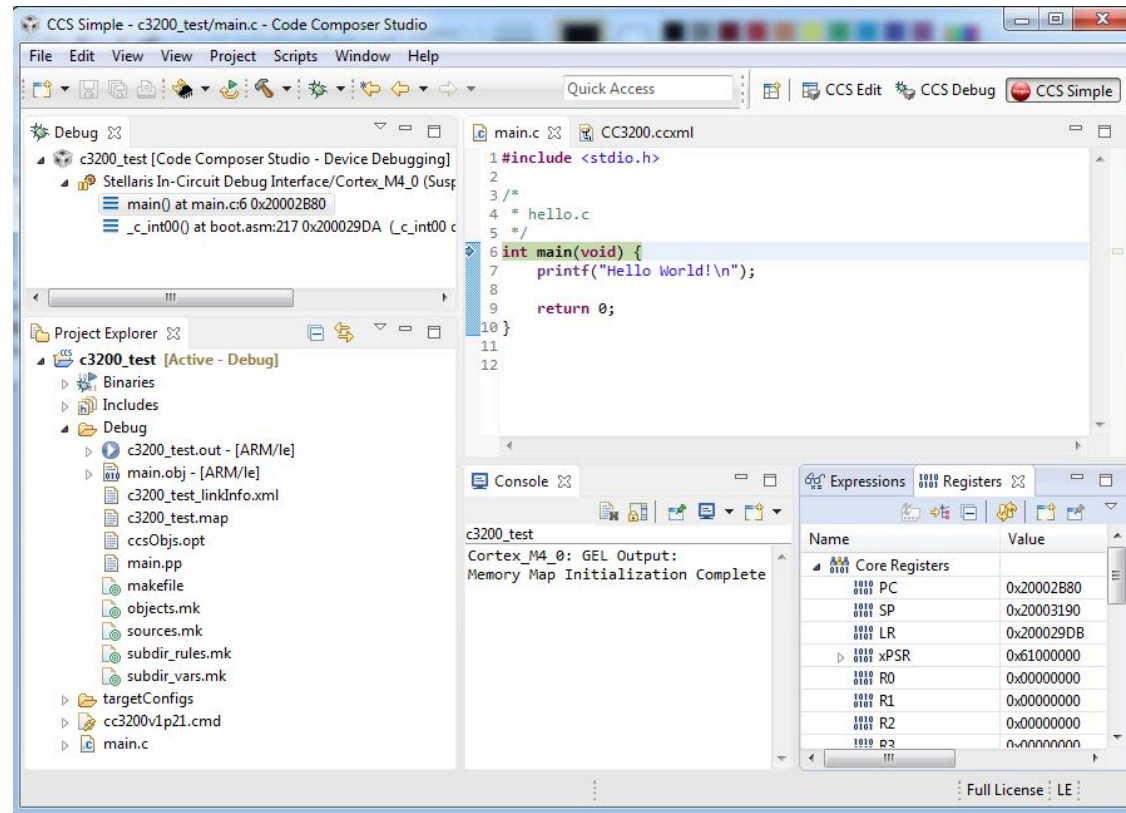 CCS Simple - c3200_test/main.c - Code Composer Studio
File Edit View View Project Scripts Window Help
Quick Access
CCS Edit CCS Debug CCS Simple
Debug
c3200_test [Code Composer Studio - Device Debugging]
Stellaris In-Circuit Debug Interface/Cortex_M4_0 (Susp
main() at main.c:6 0x20002B80
_c_int00() at boot.asm:217 0x200029DA (_c_int00 c
Project Explorer
c3200_test [Active - Debug]
Binaries
Includes
Debug
c3200_test.out - [ARM/le]
main.obj - [ARM/le]
c3200_test_linkInfo.xml
c3200_test.map
ccsObjs.opt
main.pp
makefile
objects.mk
sources.mk
subdir_rules.mk
subdir_vars.mk
targetConfigs
cc3200v1p21.cmd
main.c
main.c CC3200.ccxml
1 #include <stdio.h>
2
3 /*
4 * hello.c
5 */
6 int main(void) {
7 printf("Hello World!\n");
8
9 return 0;
10 }
11
12
Console
c3200_test
Cortex_M4_0: GEL Output:
Memory Map Initialization Complete
Expressions Registers
Name Value
Core Registers
PC 0x20002B80
SP 0x20003190
LR 0x200029DB
xPSR 0x61000000
R0 0x00000000
R1 0x00000000
R2 0x00000000
R3 0x00000000
Full License LE